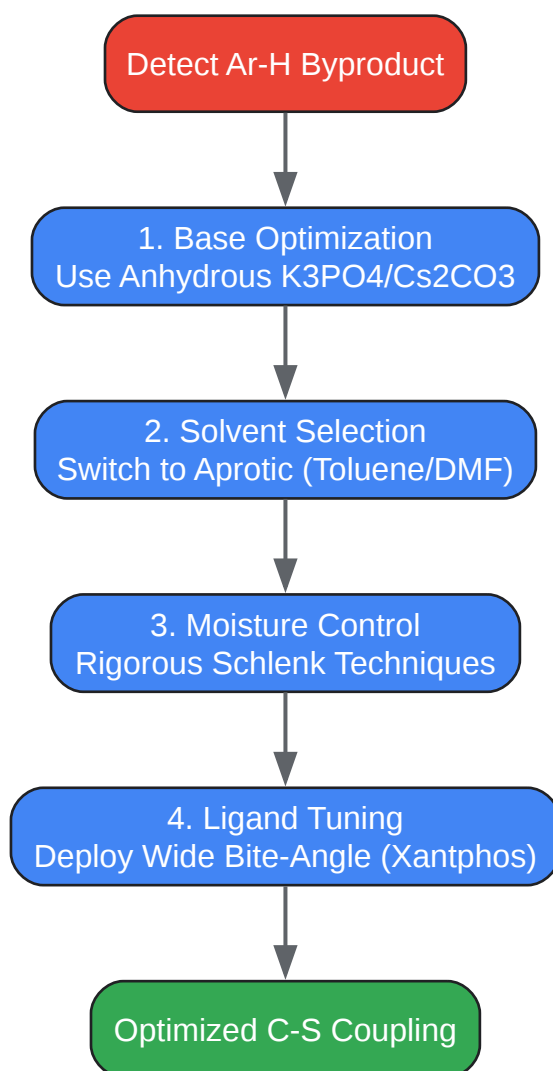 Detect Ar-H Byproduct
1. Base Optimization
Use Anhydrous K3PO4/Cs2CO3
2. Solvent Selection
Switch to Aprotic (Toluene/DMF)
3. Moisture Control
Rigorous Schlenk Techniques
4. Ligand Tuning
Deploy Wide Bite-Angle (Xantphos)
Optimized C-S Coupling